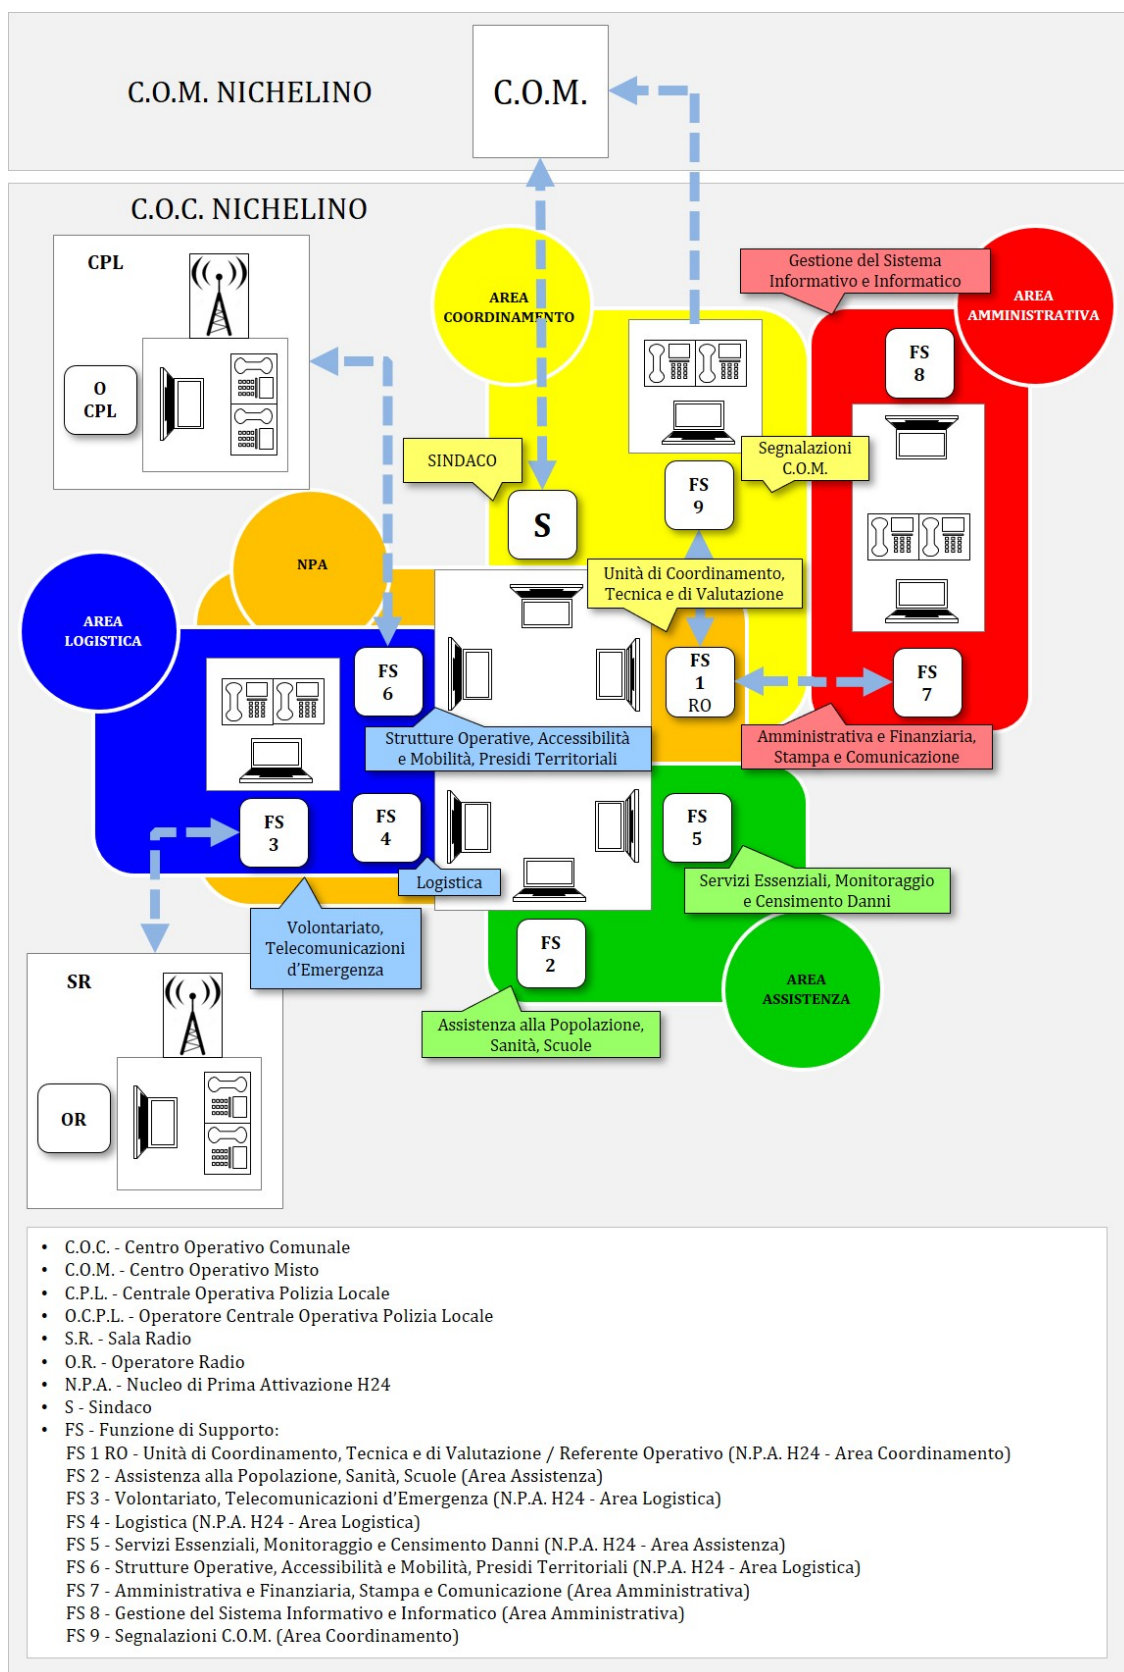 C.O.M. NICHELINO
C.O.M.
C.O.C. NICHELINO
CPL
O
CPL
AREA
COORDINAMENTO
Gestione del Sistema
Informativo e Informatico
AREA
AMMINISTRATIVA
FS
8
SINDACO
Segnalazioni
C.O.M.
FS
9
S
NPA
Unità di Coordinamento,
Tecnica e di Valutazione
AREA
LOGISTICA
FS
6
FS
1
RO
FS
7
Strutture Operative, Accessibilità
e Mobilità, Presidi Territoriali
Amministrativa e Finanziaria,
Stampa e Comunicazione
FS
3
FS
4
FS
5
Logistica
Servizi Essenziali, Monitoraggio
e Censimento Danni
Volontariato,
Telecomunicazioni
d'Emergenza
FS
2
SR
AREA
ASSISTENZA
Assistenza alla Popolazione,
Sanità, Scuole
OR
• C.O.C. - Centro Operativo Comunale
• C.O.M. - Centro Operativo Misto
• C.P.L. - Centrale Operativa Polizia Locale
• O.C.P.L. - Operatore Centrale Operativa Polizia Locale
• S.R. - Sala Radio
• O.R. - Operatore Radio
• N.P.A. - Nucleo di Prima Attivazione H24
• S - Sindaco
• FS - Funzione di Supporto:
FS 1 RO - Unità di Coordinamento, Tecnica e di Valutazione / Referente Operativo (N.P.A. H24 - Area Coordinamento)
FS 2 - Assistenza alla Popolazione, Sanità, Scuole (Area Assistenza)
FS 3 - Volontariato, Telecomunicazioni d'Emergenza (N.P.A. H24 - Area Logistica)
FS 4 - Logistica (N.P.A. H24 - Area Logistica)
FS 5 - Servizi Essenziali, Monitoraggio e Censimento Danni (N.P.A. H24 - Area Assistenza)
FS 6 - Strutture Operative, Accessibilità e Mobilità, Presidi Territoriali (N.P.A. H24 - Area Logistica)
FS 7 - Amministrativa e Finanziaria, Stampa e Comunicazione (Area Amministrativa)
FS 8 - Gestione del Sistema Informativo e Informatico (Area Amministrativa)
FS 9 - Segnalazioni C.O.M. (Area Coordinamento)